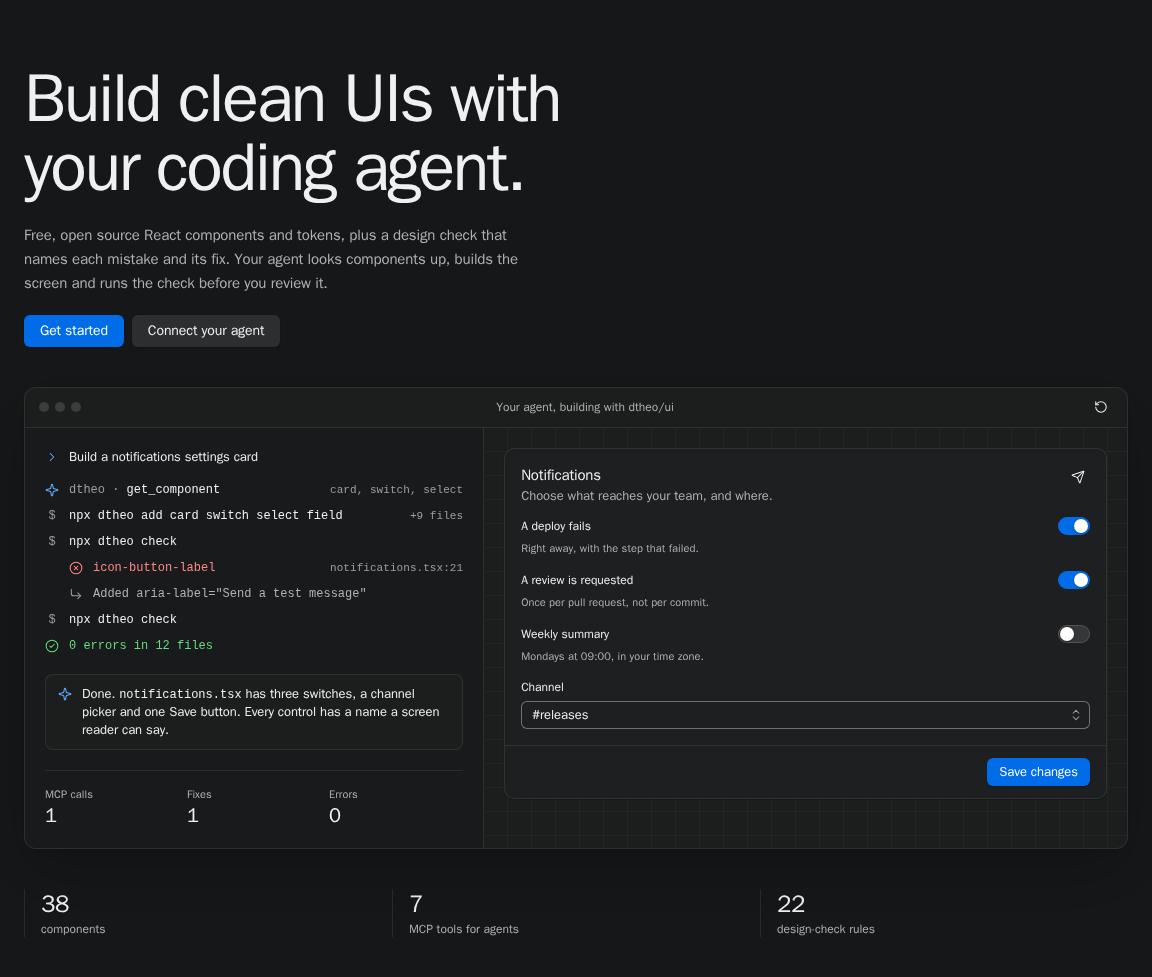 Build clean UIs with
your coding agent.
Free, open source React components and tokens, plus a design check that
names each mistake and its fix. Your agent looks components up, builds the
screen and runs the check before you review it.
Get started
Connect your agent
Your agent, building with dtheo/ui
Build a notifications settings card
dtheo · get_component card, switch, select
$ npx dtheo add card switch select field +9 files
$ npx dtheo check
icon-button-label notifications.tsx:21
Added aria-label="Send a test message"
$ npx dtheo check
0 errors in 12 files
Done. notifications.tsx has three switches, a channel
picker and one Save button. Every control has a name a screen
reader can say.
MCP calls
1
Fixes
1
Errors
0
Notifications
Choose what reaches your team, and where.
A deploy fails
Right away, with the step that failed.
A review is requested
Once per pull request, not per commit.
Weekly summary
Mondays at 09:00, in your time zone.
Channel
#releases
Save changes
38
components
7
MCP tools for agents
22
design-check rules